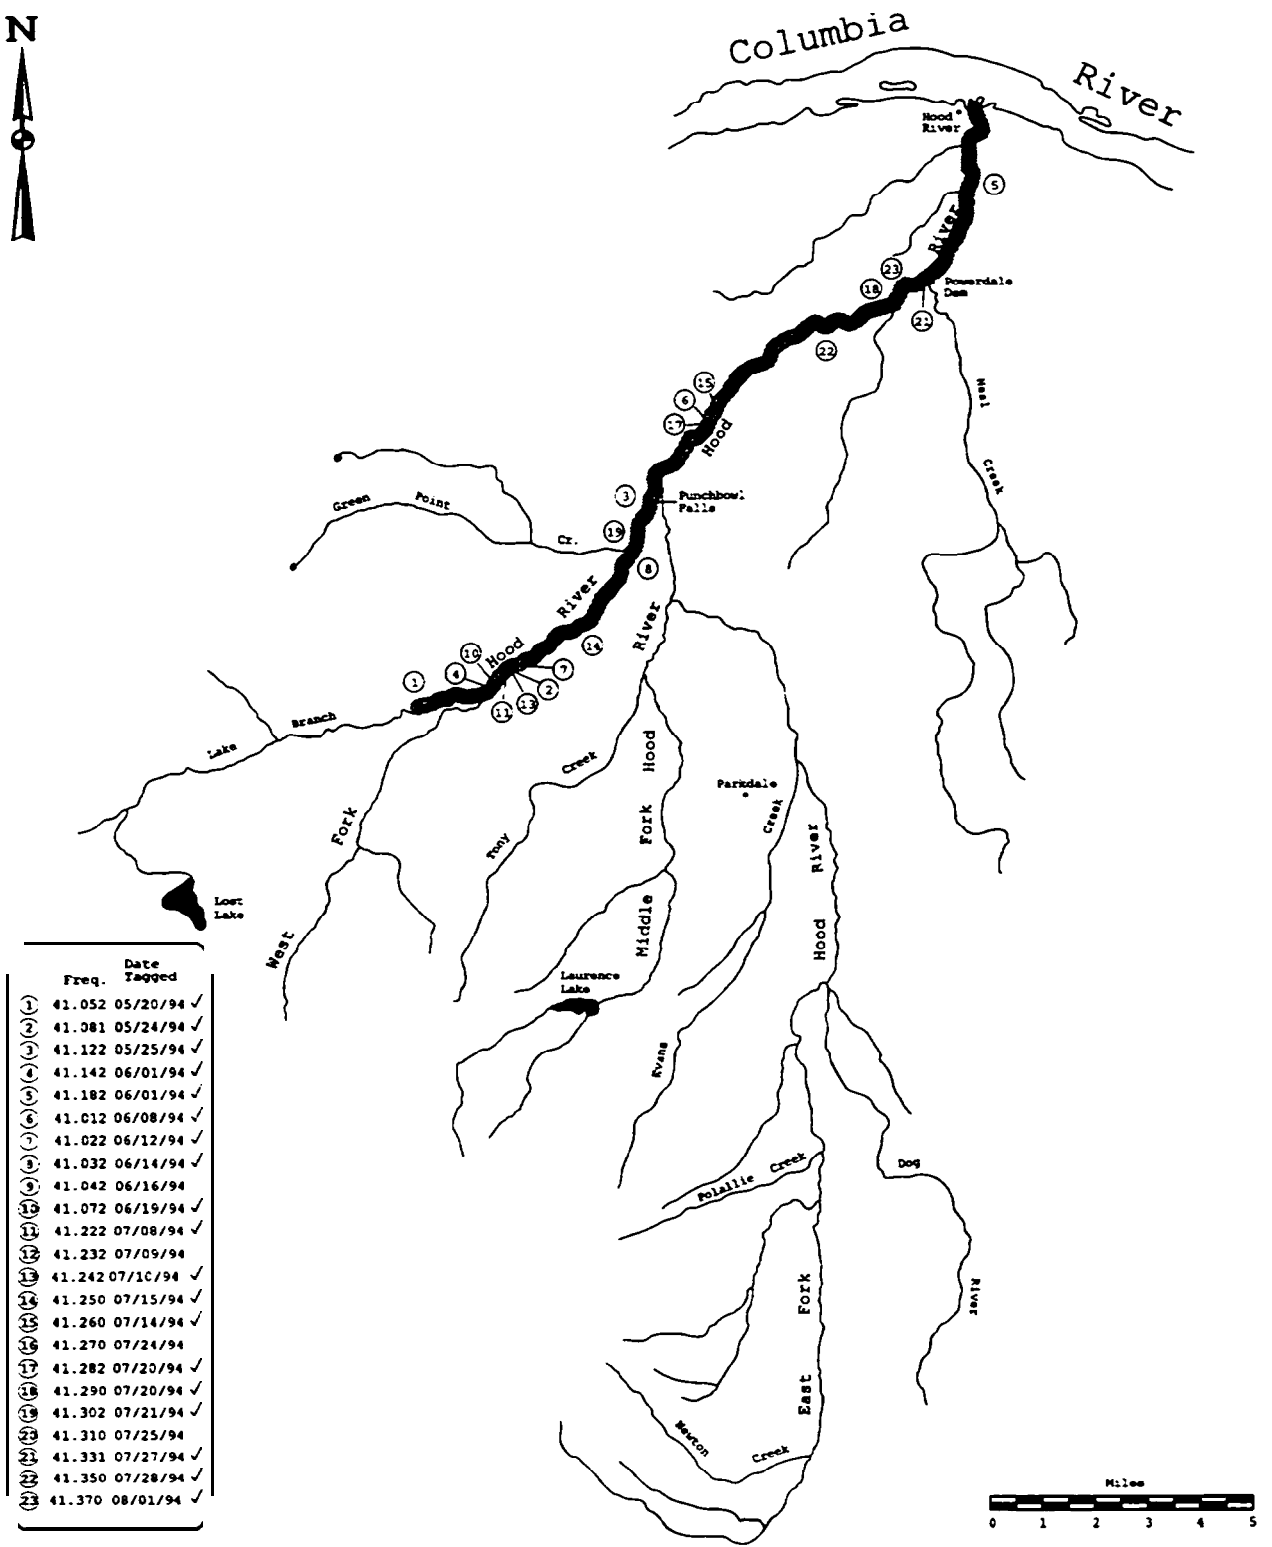 N
Columbia
River
Hood
River
5
River
23
18
Powerdale
Dam
21
22
15
6
17
Hood
Neal
Creek
3
Punchbowl
Falls
Green
Point
Cr.
19
8
River
River
14
10
Hood
4
7
1
2
13
11
Branch
Lake
Creek
Hood
Parkdale
Creek
Fork
Fork
River
Tony
Lost
Lake
Middle
Hood
West
Laurence
Lake
Evans
Dog
Creek
Polallie
River
Fork
East
Newton
Creek
Date
Freq. Tagged
1 41.052 05/20/94 ✓
2 41.081 05/24/94 ✓
3 41.122 05/25/94 ✓
4 41.142 06/01/94 ✓
5 41.182 06/01/94 ✓
6 41.012 06/08/94 ✓
7 41.022 06/12/94 ✓
8 41.032 06/14/94 ✓
9 41.042 06/16/94
10 41.072 06/19/94 ✓
11 41.222 07/08/94 ✓
12 41.232 07/09/94
13 41.242 07/10/94 ✓
14 41.250 07/15/94 ✓
15 41.260 07/14/94 ✓
16 41.270 07/24/94
17 41.282 07/20/94 ✓
18 41.290 07/20/94 ✓
19 41.302 07/21/94 ✓
20 41.310 07/25/94
21 41.331 07/27/94 ✓
22 41.350 07/28/94 ✓
23 41.370 08/01/94 ✓
Miles
0 1 2 3 4 5